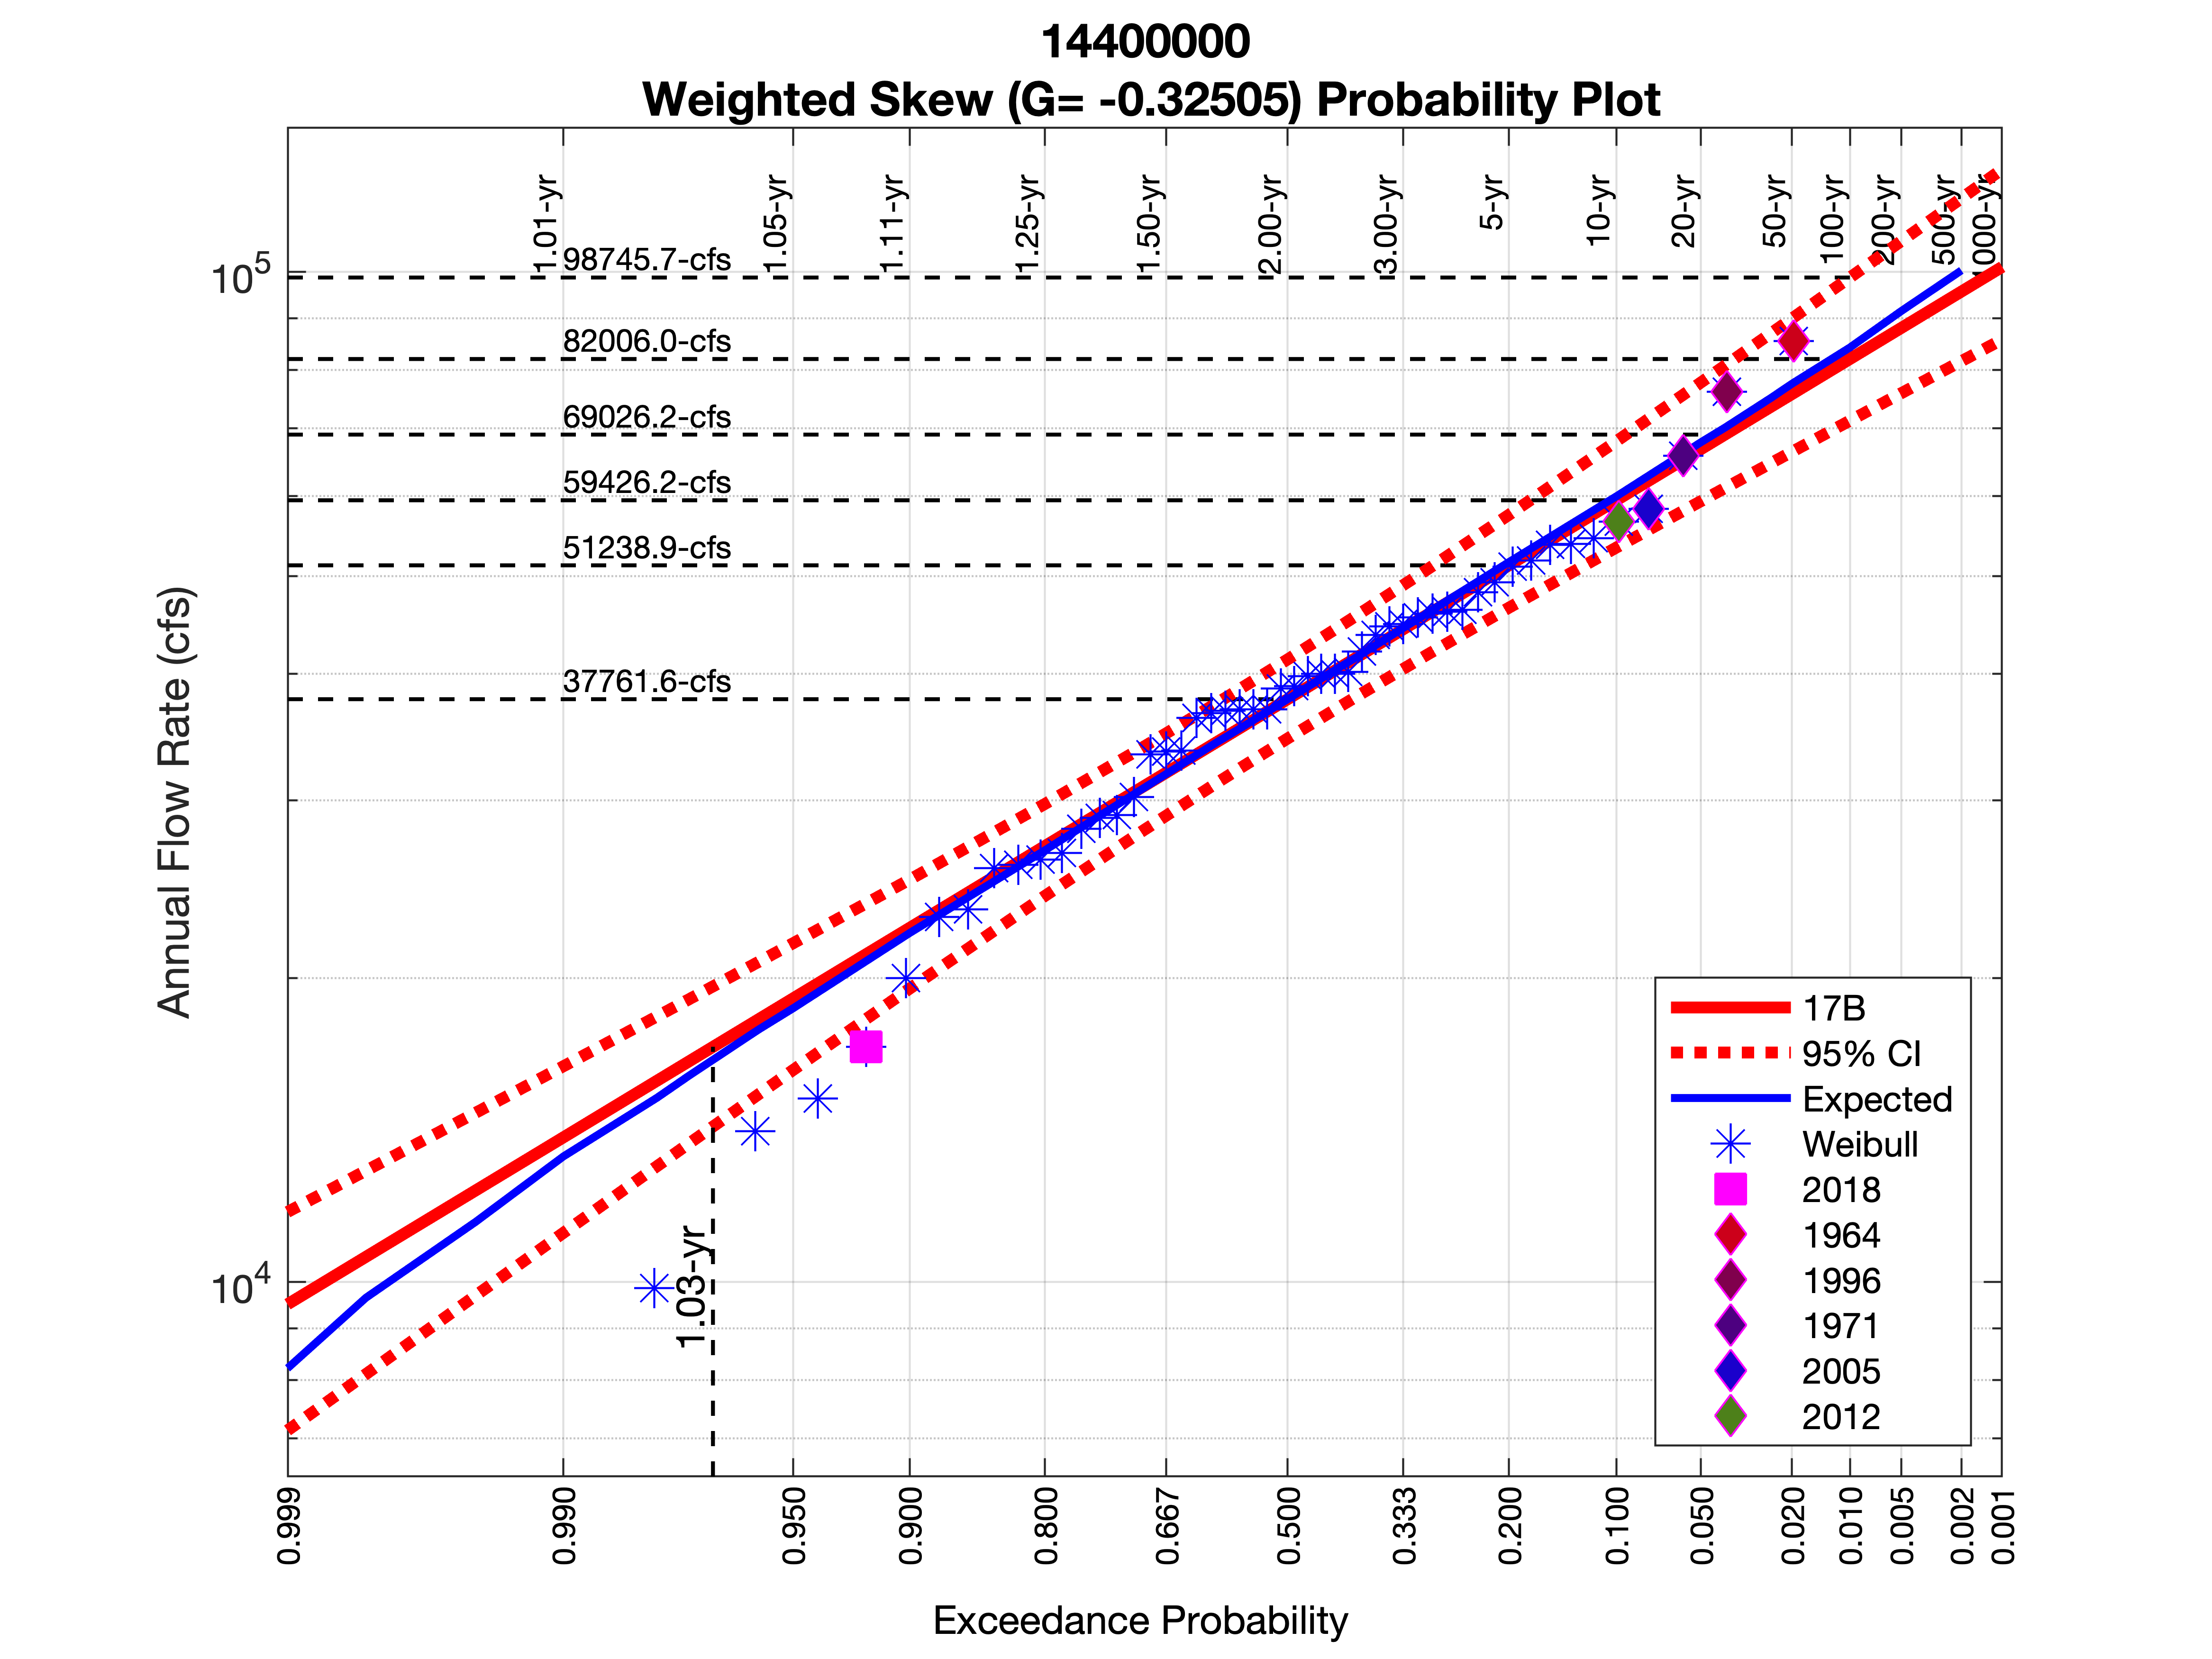 14400000
Weighted Skew (G= -0.32505) Probability Plot
1.01-yr
1.05-yr
1.11-yr
1.25-yr
1.50-yr
2.00-yr
3.00-yr
5-yr
10-yr
20-yr
50-yr
100-yr
200-yr
500-yr
1000-yr
98745.7-cfs
82006.0-cfs
69026.2-cfs
59426.2-cfs
51238.9-cfs
37761.6-cfs
1.03-yr
10^5
10^4
Annual Flow Rate (cfs)
17B
95% CI
Expected
Weibull
2018
1964
1996
1971
2005
2012
0.999
0.990
0.950
0.900
0.800
0.667
0.500
0.333
0.200
0.100
0.050
0.020
0.010
0.005
0.002
0.001
Exceedance Probability